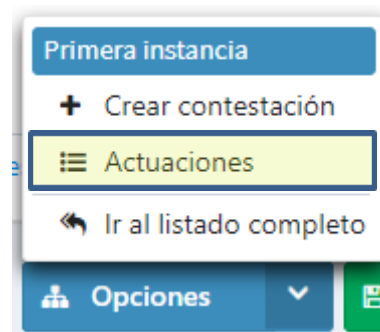 Primera instancia
Crear contestación
Actuaciones
Ir al listado completo
Opciones